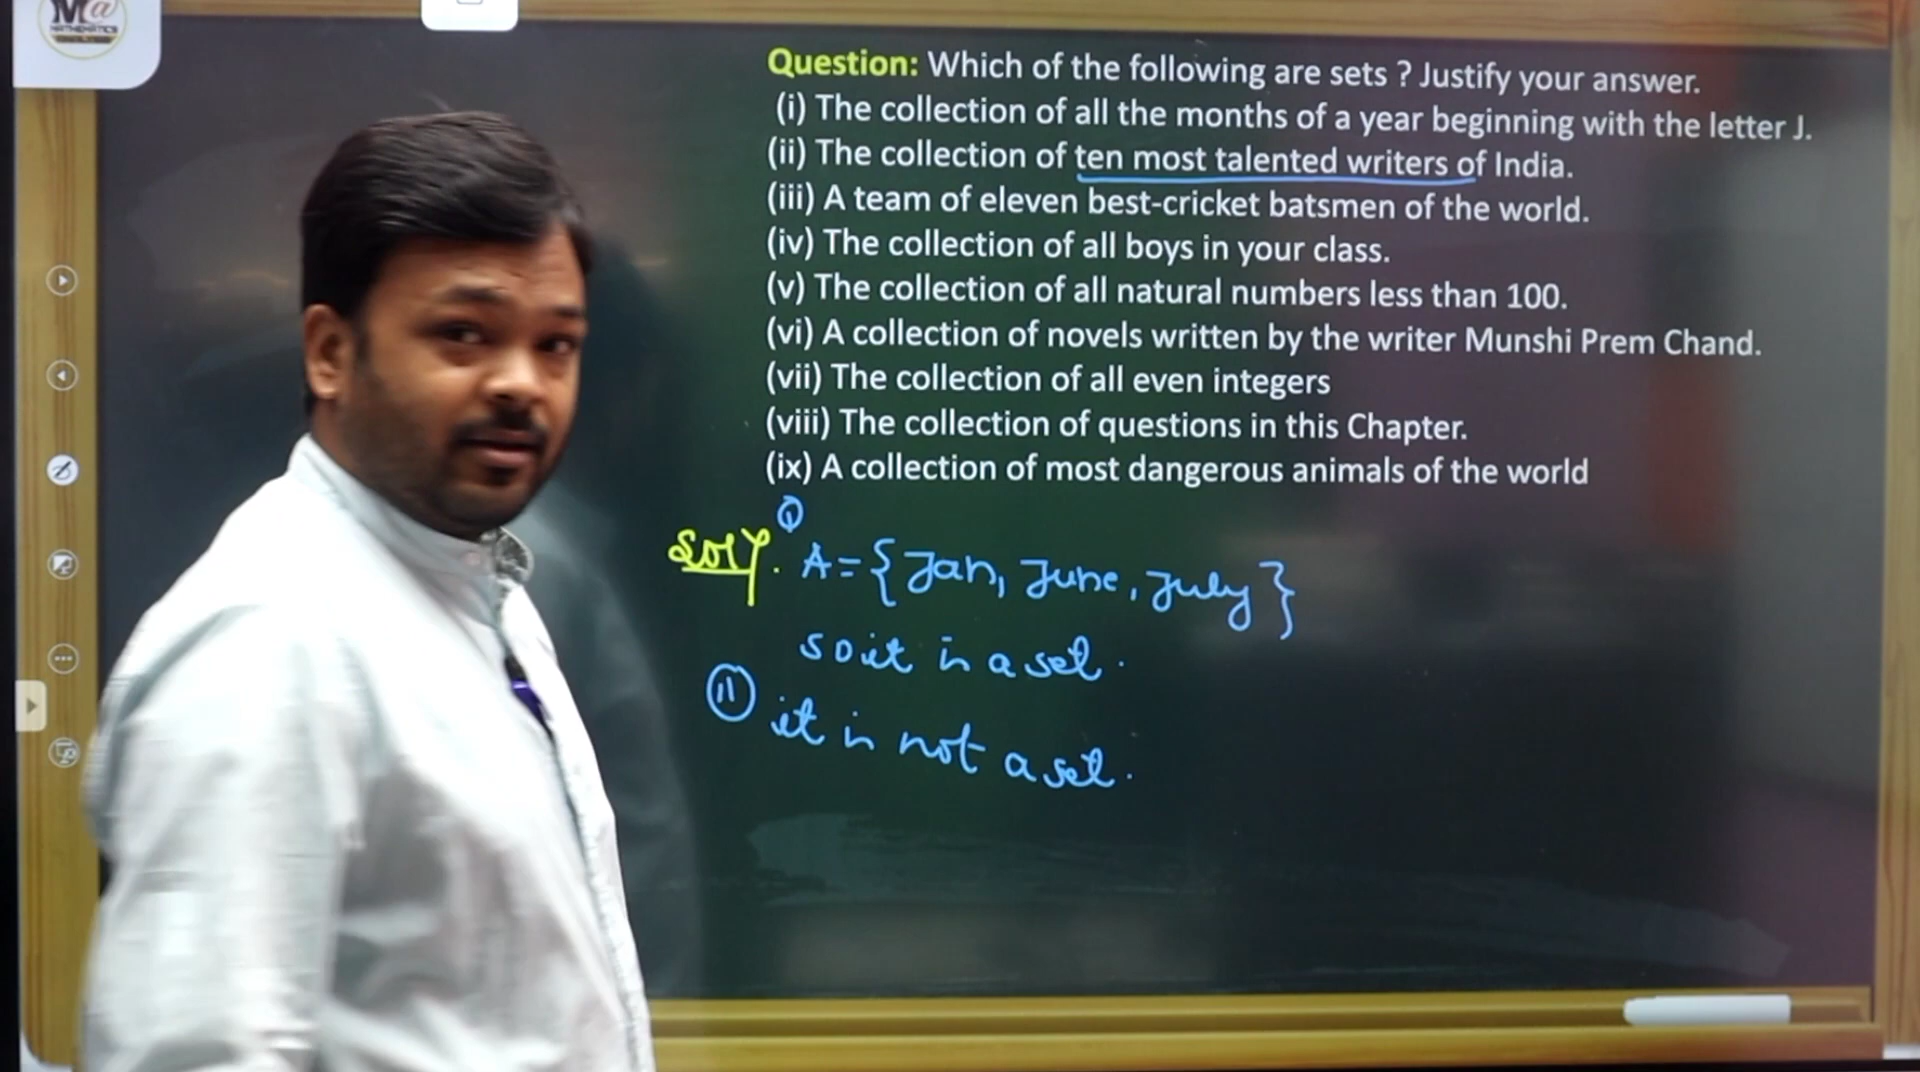 M@
MATHEMATICS
Question: Which of the following are sets ? Justify your answer.
(i) The collection of all the months of a year beginning with the letter J.
(ii) The collection of ten most talented writers of India.
(iii) A team of eleven best-cricket batsmen of the world.
(iv) The collection of all boys in your class.
(v) The collection of all natural numbers less than 100.
(vi) A collection of novels written by the writer Munshi Prem Chand.
(vii) The collection of all even integers
(viii) The collection of questions in this Chapter.
(ix) A collection of most dangerous animals of the world
Solⁿ. (i) A = {Jan, June, July}
so it is a set.
(ii) it is not a set.